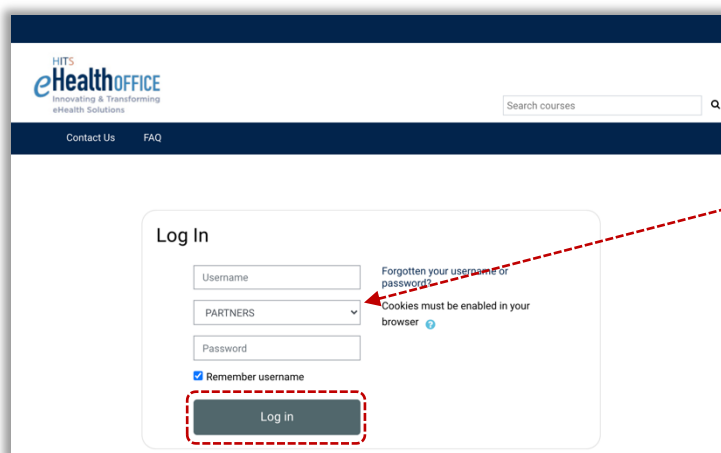 HITS
eHealthOFFICE
Innovating & Transforming
eHealth Solutions
Search courses
Contact Us FAQ
Log In
Username
Forgotten your username or
password?
PARTNERS
Cookies must be enabled in your
browser
Password
Remember username
Log in